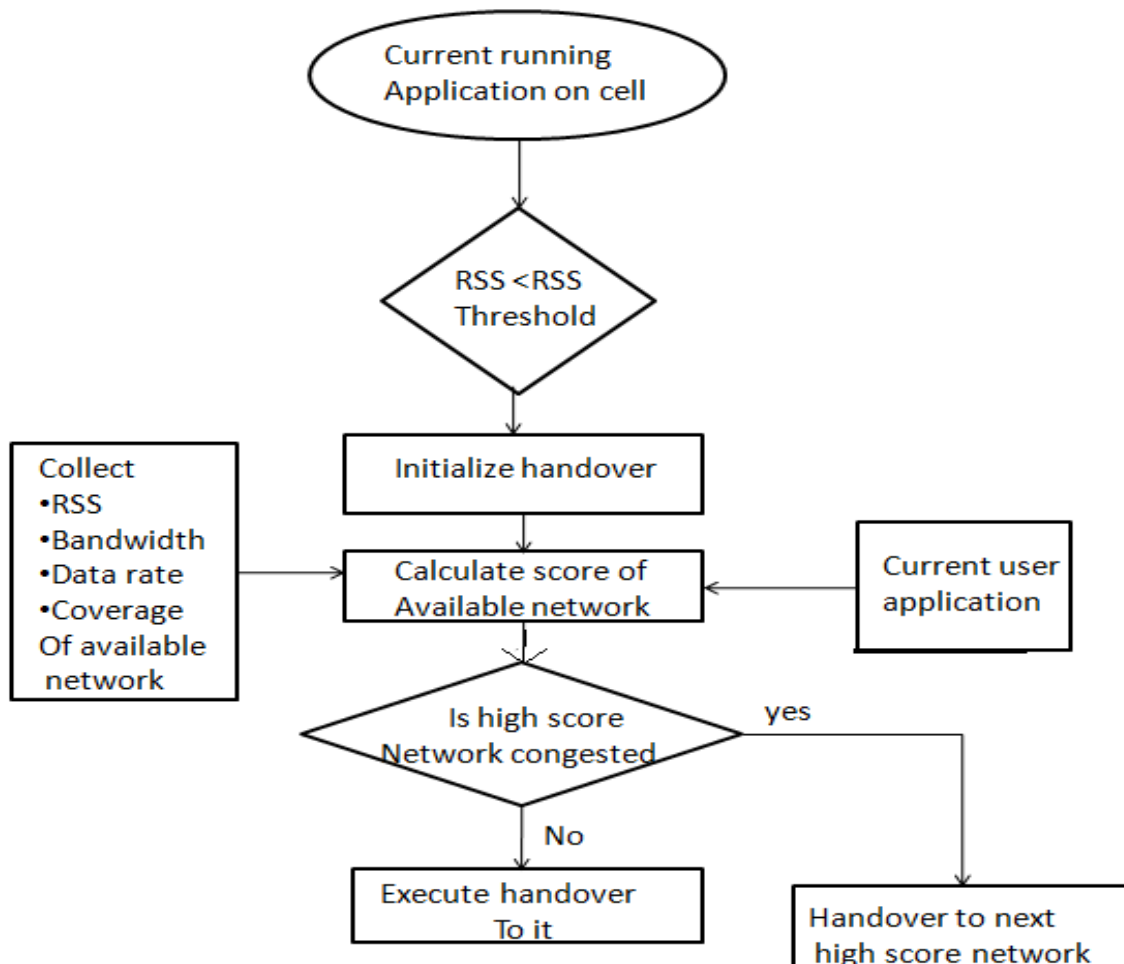 Current running
Application on cell
RSS <RSS
Threshold
Initialize handover
Collect
•RSS
•Bandwidth
•Data rate
•Coverage
Of available
network
Calculate score of
Available network
Current user
application
Is high score
Network congested
yes
No
Execute handover
To it
Handover to next
high score network